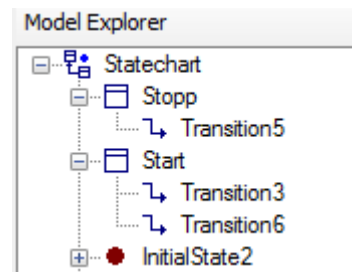 Model Explorer
Statechart
Stopp
Transition5
Start
Transition3
Transition6
InitialState2